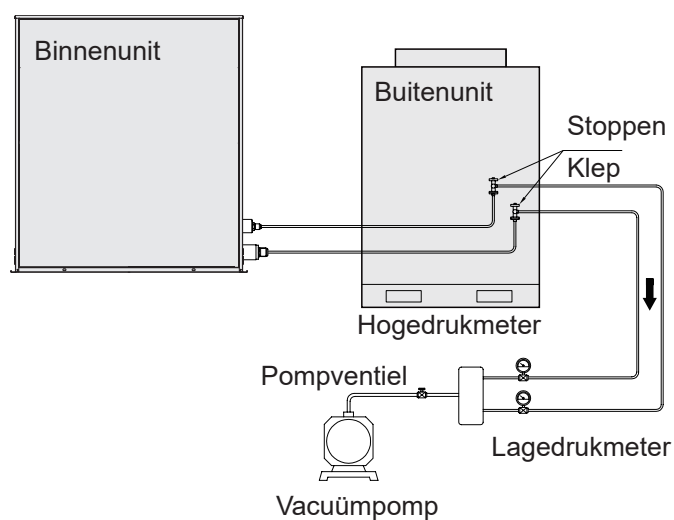 Binnenunit
Buitenunit
Stoppen
Klep
Hogedrukmeter
Pompventiel
Lagedrukmeter
Vacuümpomp